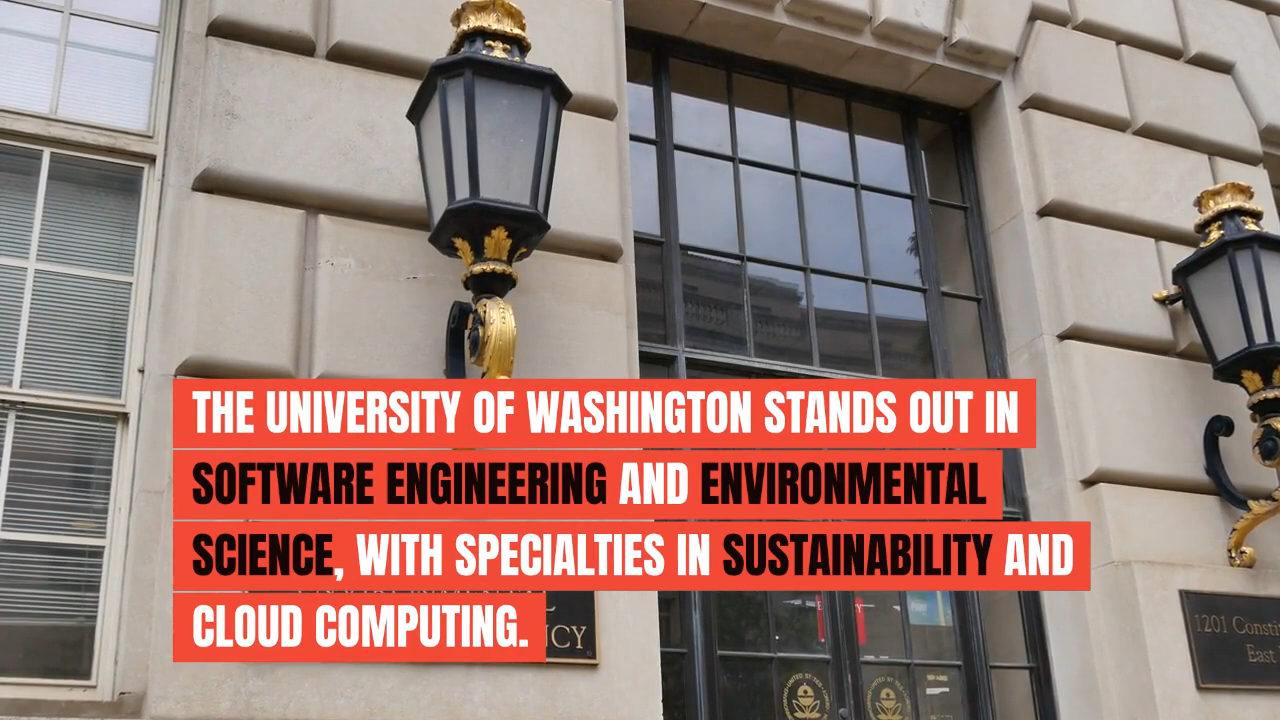 THE UNIVERSITY OF WASHINGTON STANDS OUT IN
SOFTWARE ENGINEERING AND ENVIRONMENTAL
SCIENCE, WITH SPECIALTIES IN SUSTAINABILITY AND
CLOUD COMPUTING.
1201 Consti
East